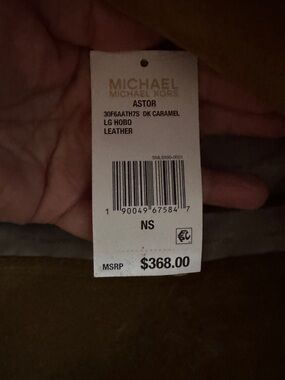 MICHAEL
MICHAEL KORS
ASTOR
30F6AATH7S DK CARAMEL
LG HOBO
LEATHER
1 90049 67584 7
NS
MSRP $368.00